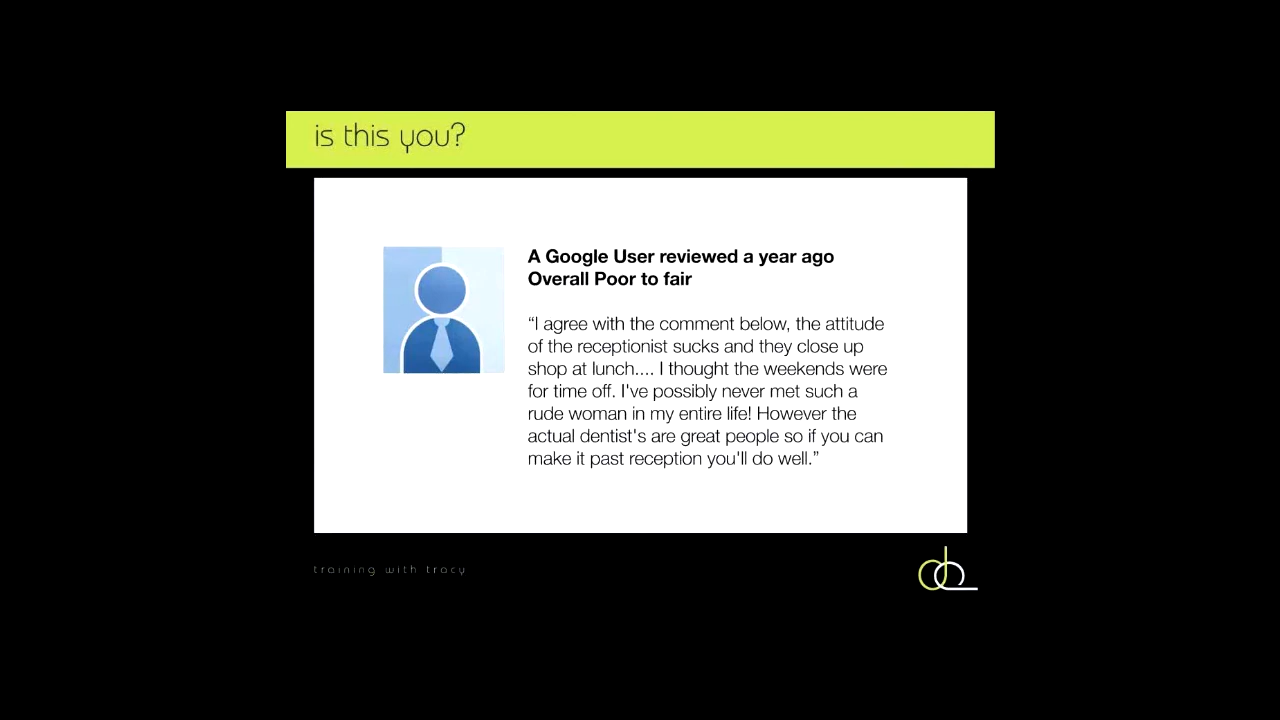 is this you?
A Google User reviewed a year ago
Overall Poor to fair
“I agree with the comment below, the attitude
of the receptionist sucks and they close up
shop at lunch.... I thought the weekends were
for time off. I've possibly never met such a
rude woman in my entire life! However the
actual dentist's are great people so if you can
make it past reception you'll do well.”
training with tracy